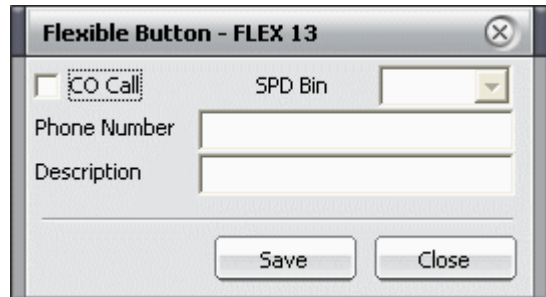 Flexible Button - FLEX 13
CO Call SPD Bin
Phone Number
Description
Save Close